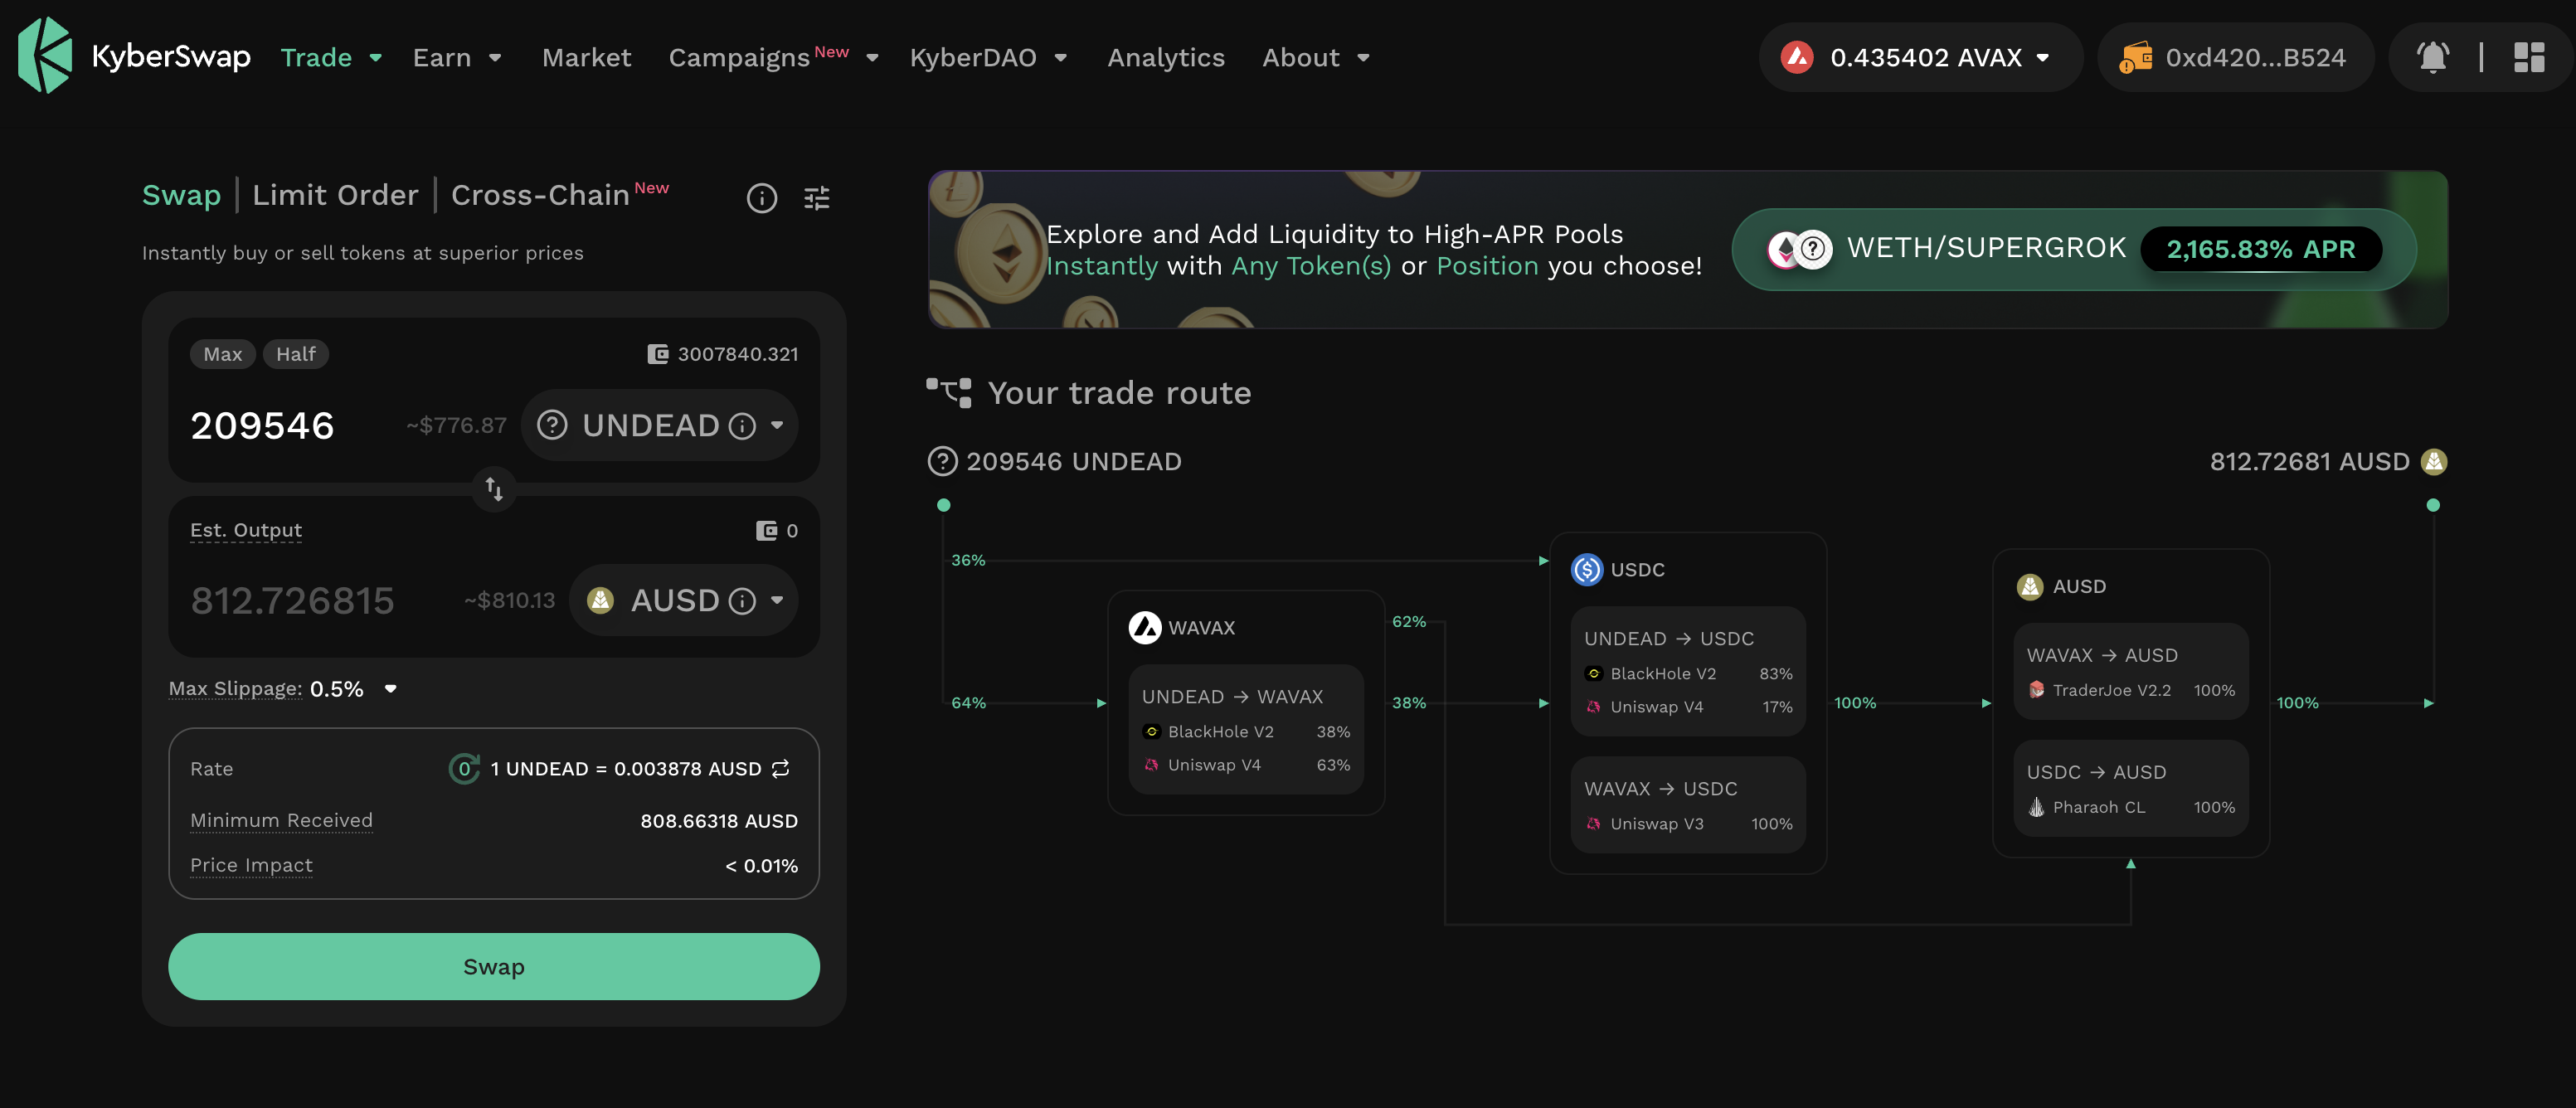 KyberSwap
Trade
Earn
Market
Campaigns New
KyberDAO
Analytics
About
0.435402 AVAX
0xd420...B524
Swap | Limit Order | Cross-Chain New
Instantly buy or sell tokens at superior prices
Max Half 3007840.321
209546 ~$776.87 UNDEAD
Est. Output 0
812.726815 ~$810.13 AUSD
Max Slippage: 0.5%
Rate 0 1 UNDEAD = 0.003878 AUSD
Minimum Received 808.66318 AUSD
Price Impact < 0.01%
Swap
Explore and Add Liquidity to High-APR Pools
Instantly with Any Token(s) or Position you choose!
WETH/SUPERGROK 2,165.83% APR
Your trade route
209546 UNDEAD
812.72681 AUSD
36%
64%
WAVAX
UNDEAD → WAVAX
BlackHole V2 38%
Uniswap V4 63%
62%
38%
USDC
UNDEAD → USDC
BlackHole V2 83%
Uniswap V4 17%
WAVAX → USDC
Uniswap V3 100%
100%
AUSD
WAVAX → AUSD
TraderJoe V2.2 100%
USDC → AUSD
Pharaoh CL 100%
100%